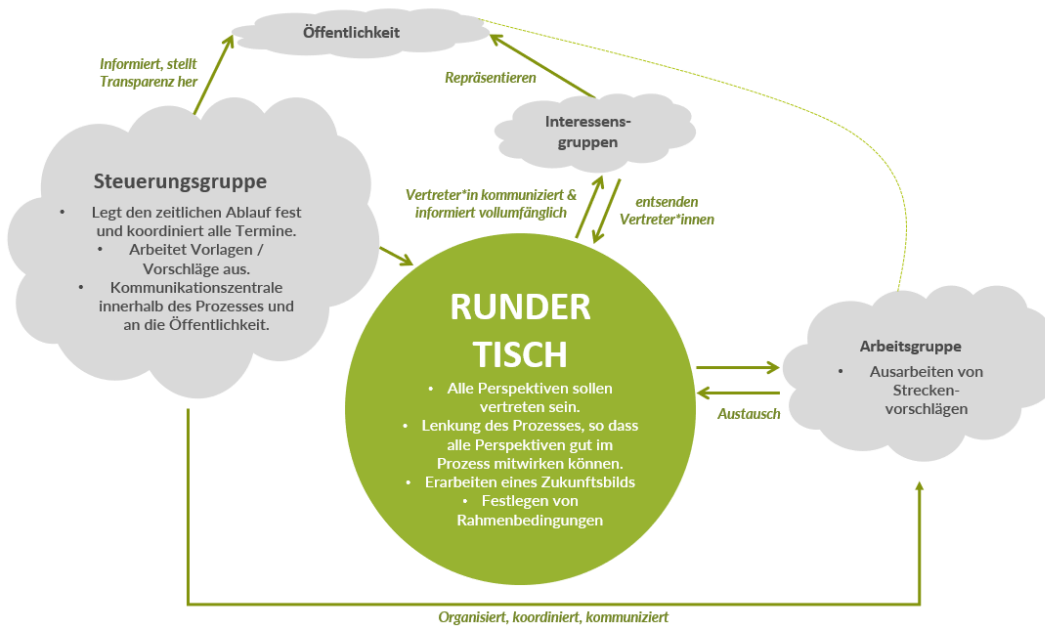 Öffentlichkeit
Informiert, stellt
Transparenz her
Repräsentieren
Interessens-
gruppen
Steuerungsgruppe
• Legt den zeitlichen Ablauf fest
und koordiniert alle Termine.
• Arbeitet Vorlagen /
Vorschläge aus.
• Kommunikationszentrale
innerhalb des Prozesses und
an die Öffentlichkeit.
Vertreter*in kommuniziert &
informiert vollumfänglich
entsenden
Vertreter*innen
RUNDER
TISCH
• Alle Perspektiven sollen
vertreten sein.
• Lenkung des Prozesses, so dass
alle Perspektiven gut im
Prozess mitwirken können.
• Erarbeiten eines Zukunftsbilds
• Festlegen von
Rahmenbedingungen
Arbeitsgruppe
• Ausarbeiten von
Strecken-
vorschlägen
Austausch
Organisiert, koordiniert, kommuniziert